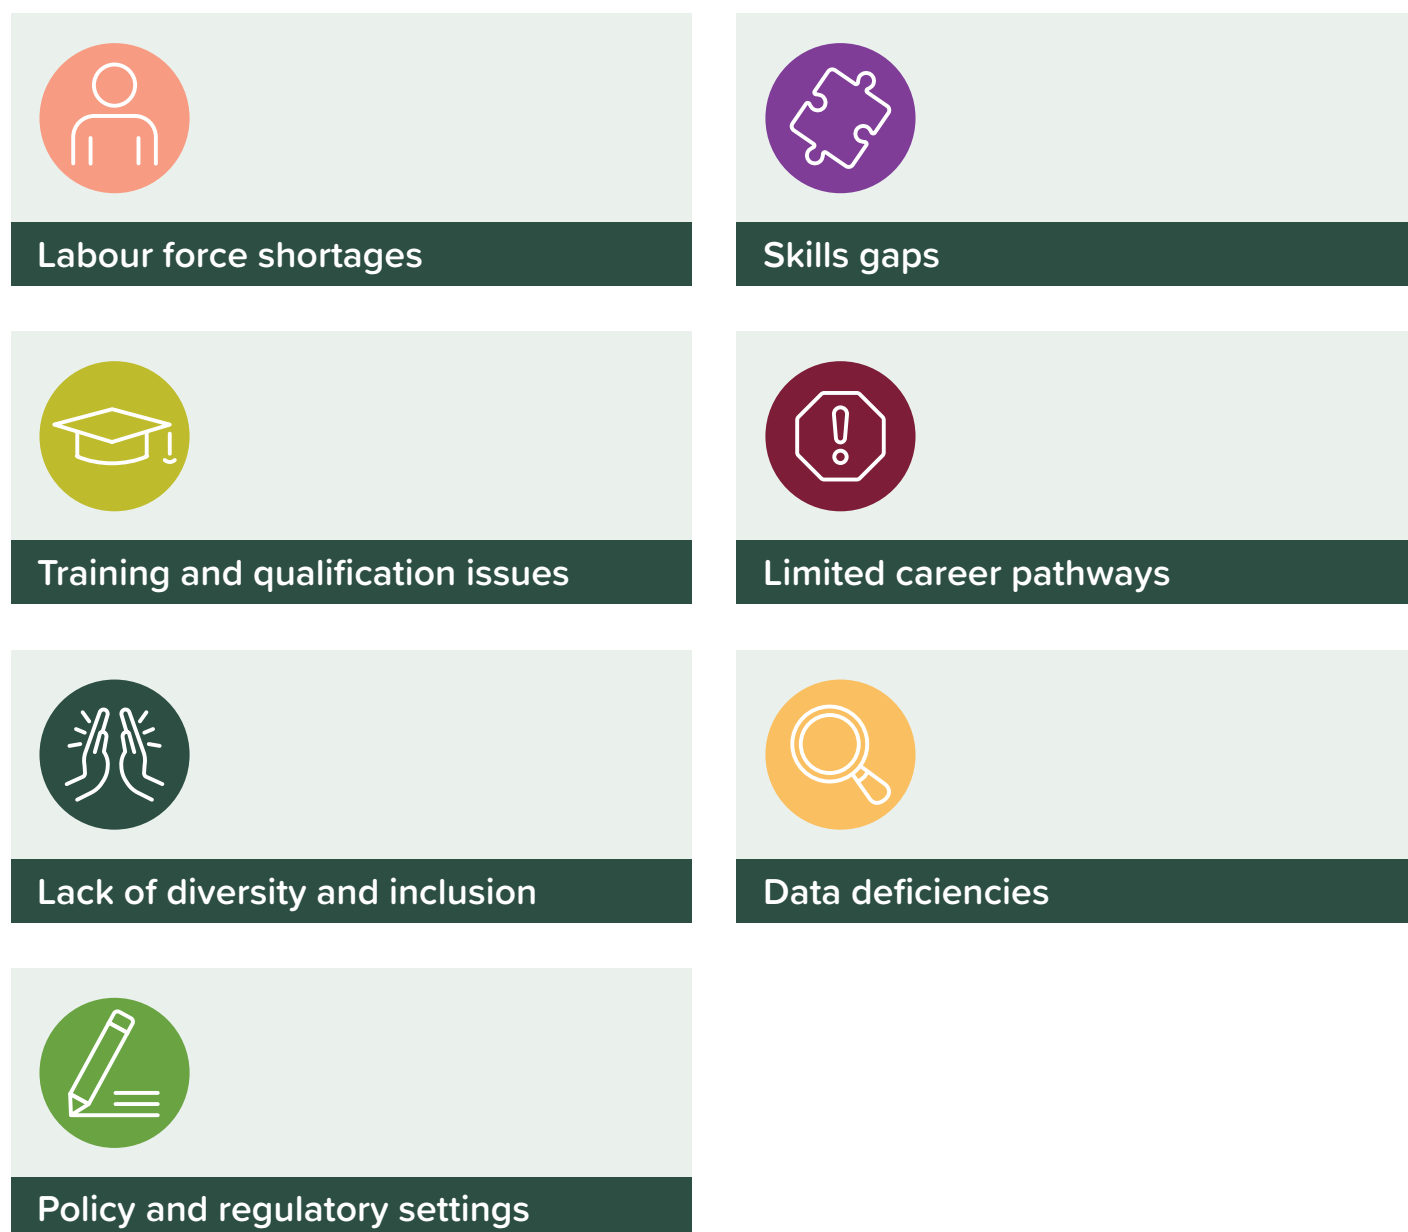 Labour force shortages
Skills gaps
Training and qualification issues
Limited career pathways
Lack of diversity and inclusion
Data deficiencies
Policy and regulatory settings